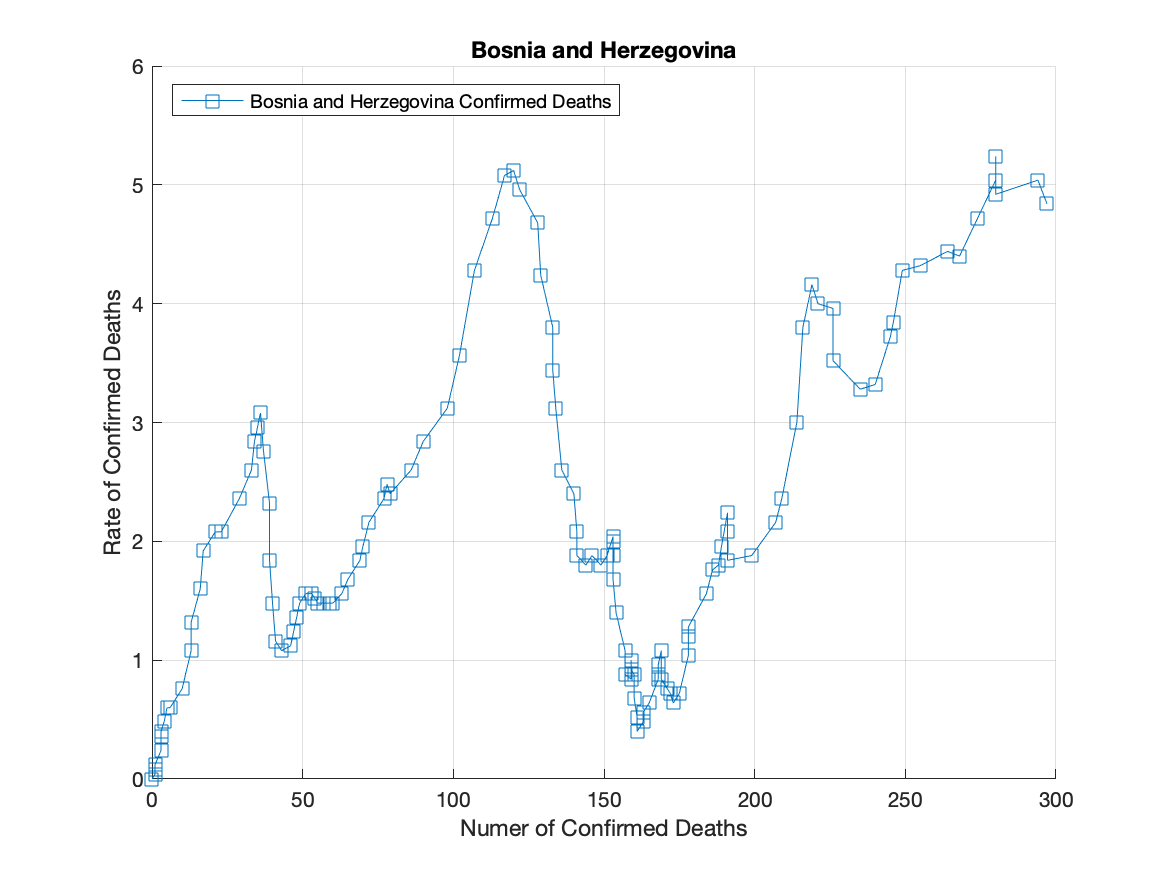 Bosnia and Herzegovina
Bosnia and Herzegovina Confirmed Deaths
Rate of Confirmed Deaths
6
5
4
3
2
1
0
0 50 100 150 200 250 300
Numer of Confirmed Deaths